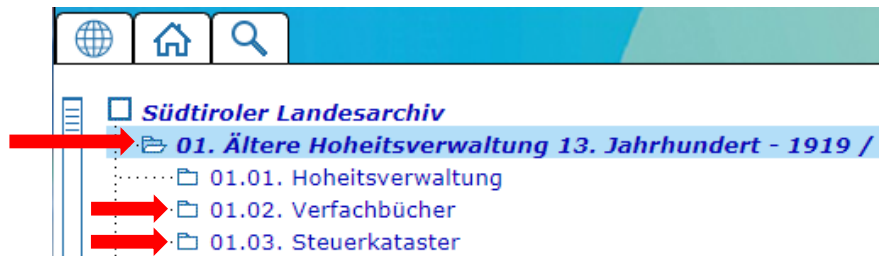 Südtiroler Landesarchiv
01. Ältere Hoheitsverwaltung 13. Jahrhundert - 1919 /
01.01. Hoheitsverwaltung
01.02. Verfachbücher
01.03. Steuerkataster